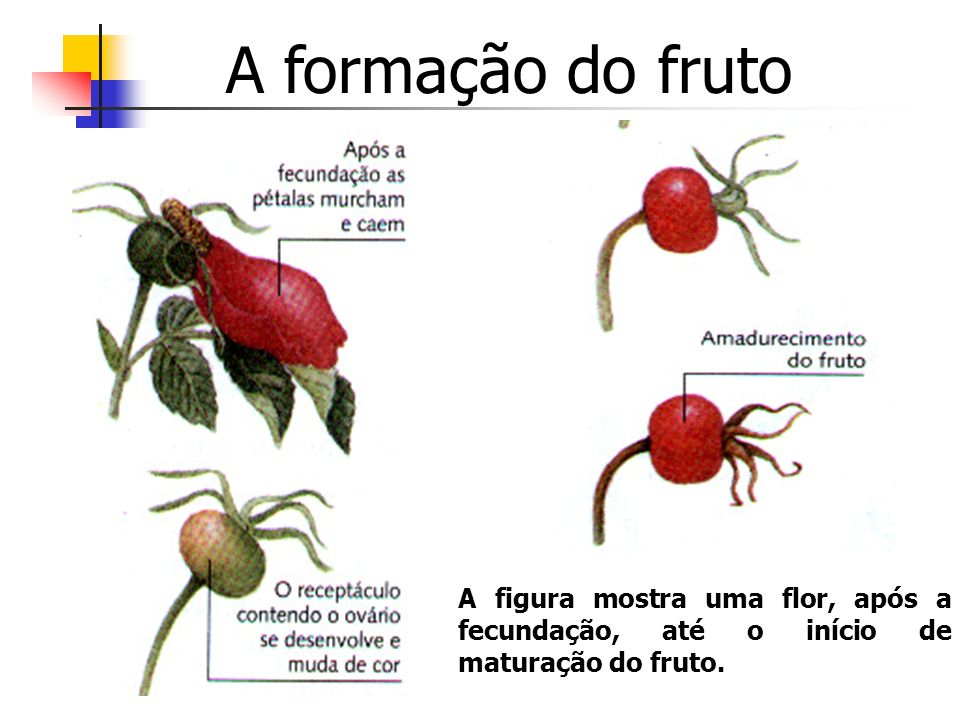 A formação do fruto
Após a
fecundação as
pétalas murcham
e caem
Amadurecimento
do fruto
O receptáculo
contendo o ovário
se desenvolve e
muda de cor
A figura mostra uma flor, após a
fecundação, até o início de
maturação do fruto.